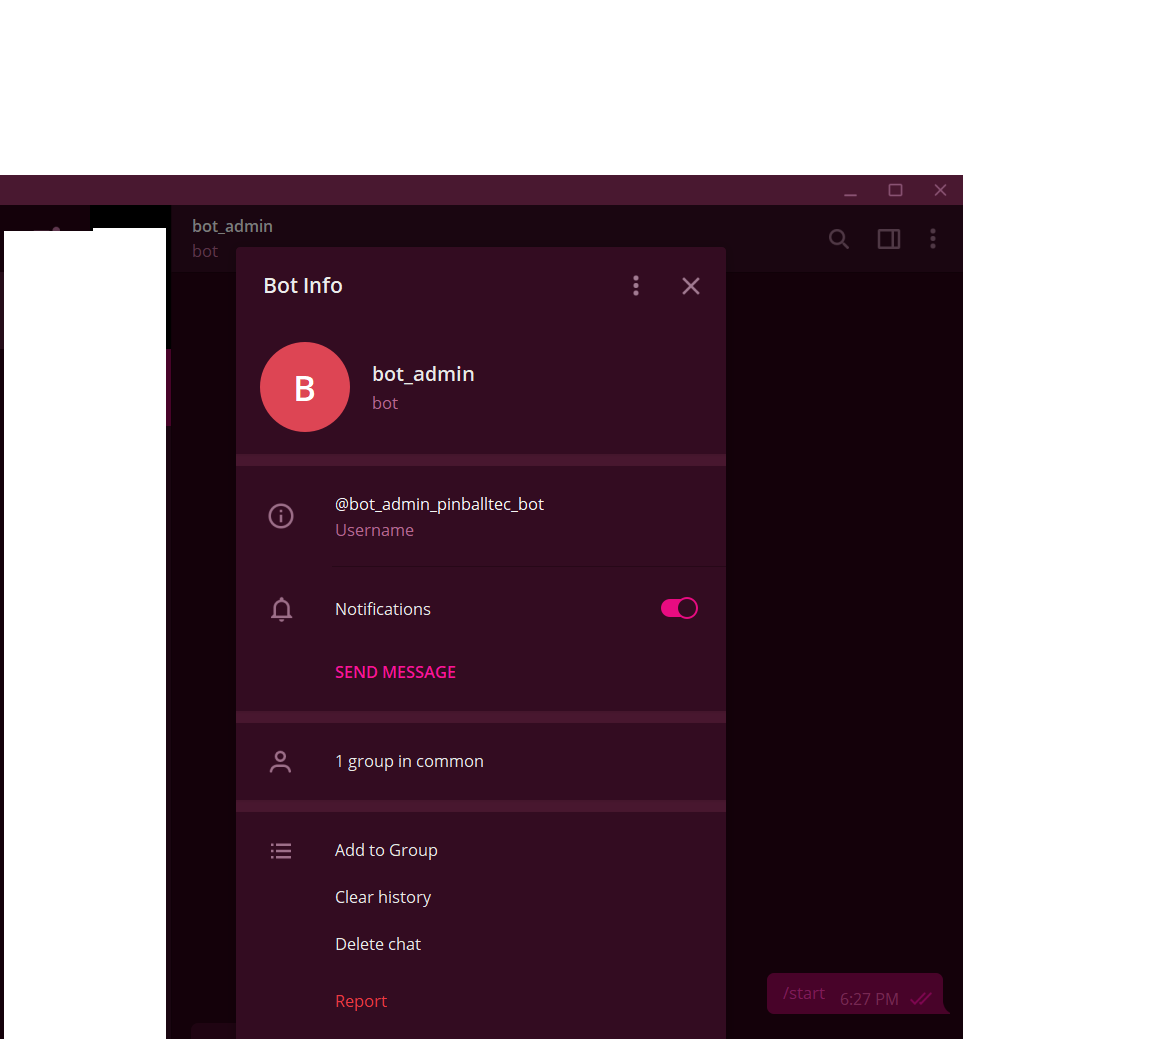 bot_admin
bot
Bot Info
B
bot_admin
bot
@bot_admin_pinballtec_bot
Username
Notifications
SEND MESSAGE
1 group in common
Add to Group
Clear history
Delete chat
Report
/start 6:27 PM